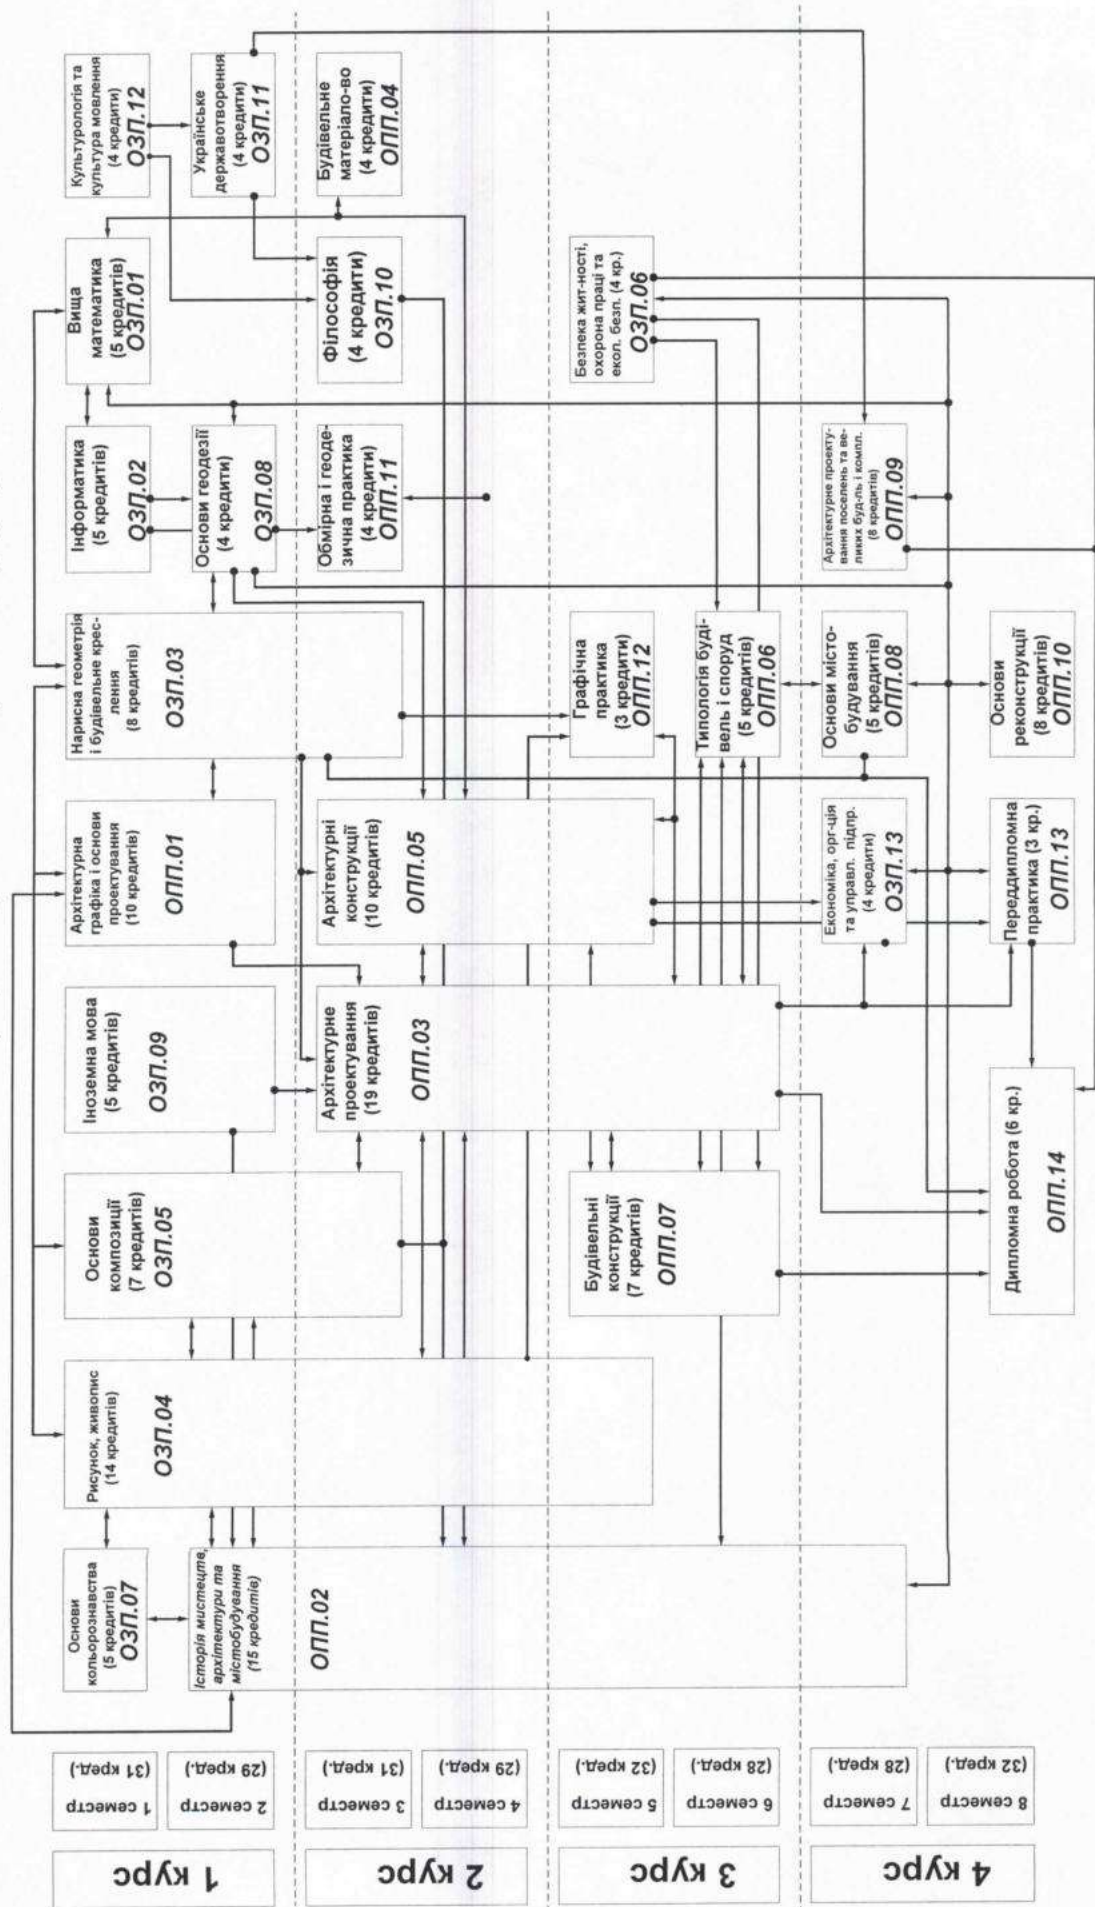 1 курс
1 семестр
(31 кред.)
2 семестр
(29 кред.)
Основи
кольорознавства
(5 кредитів)
ОЗП.07
Історія мистецтв,
архітектури та
містобудування
(15 кредитів)
ОПП.02
Рисунок, живопис
(14 кредитів)
ОЗП.04
Основи
композиції
(7 кредитів)
ОЗП.05
Іноземна мова
(5 кредитів)
ОЗП.09
Архітектурна
графіка і основи
проектування
(10 кредитів)
ОПП.01
Нарисна геометрія
і будівельне крес-
лення
(8 кредитів)
ОЗП.03
Інформатика
(5 кредитів)
ОЗП.02
Основи геодезії
(4 кредити)
ОЗП.08
Вища
математика
(5 кредитів)
ОЗП.01
Культурологія та
культура мовлення
(4 кредити)
ОЗП.12
Українське
державотворення
(4 кредити)
ОЗП.11
2 курс
3 семестр
(31 кред.)
4 семестр
(29 кред.)
Архітектурне
проектування
(19 кредитів)
ОПП.03
Архітектурні
конструкції
(10 кредитів)
ОПП.05
Обмірна і геоде-
зична практика
(4 кредити)
ОПП.11
Філософія
(4 кредити)
ОЗП.10
Будівельне
матеріало-во
(4 кредити)
ОПП.04
3 курс
5 семестр
(32 кред.)
6 семестр
(28 кред.)
Будівельні
конструкції
(7 кредитів)
ОПП.07
Графічна
практика
(3 кредити)
ОПП.12
Типологія буді-
вель і споруд
(5 кредитів)
ОПП.06
Безпека жит-ності,
охорона праці та
екол. безп. (4 кр.)
ОЗП.06
4 курс
7 семестр
(28 кред.)
8 семестр
(32 кред.)
Економіка, орг-ція
та управл. підпр.
(4 кредити)
ОЗП.13
Основи місто-
будування
(5 кредитів)
ОПП.08
Архітектурне проекту-
вання поселень та ве-
ликих буд-ль і компл.
(8 кредитів)
ОПП.09
Дипломна робота (6 кр.)
ОПП.14
Переддипломна
практика (3 кр.)
ОПП.13
Основи
реконструкції
(8 кредитів)
ОПП.10